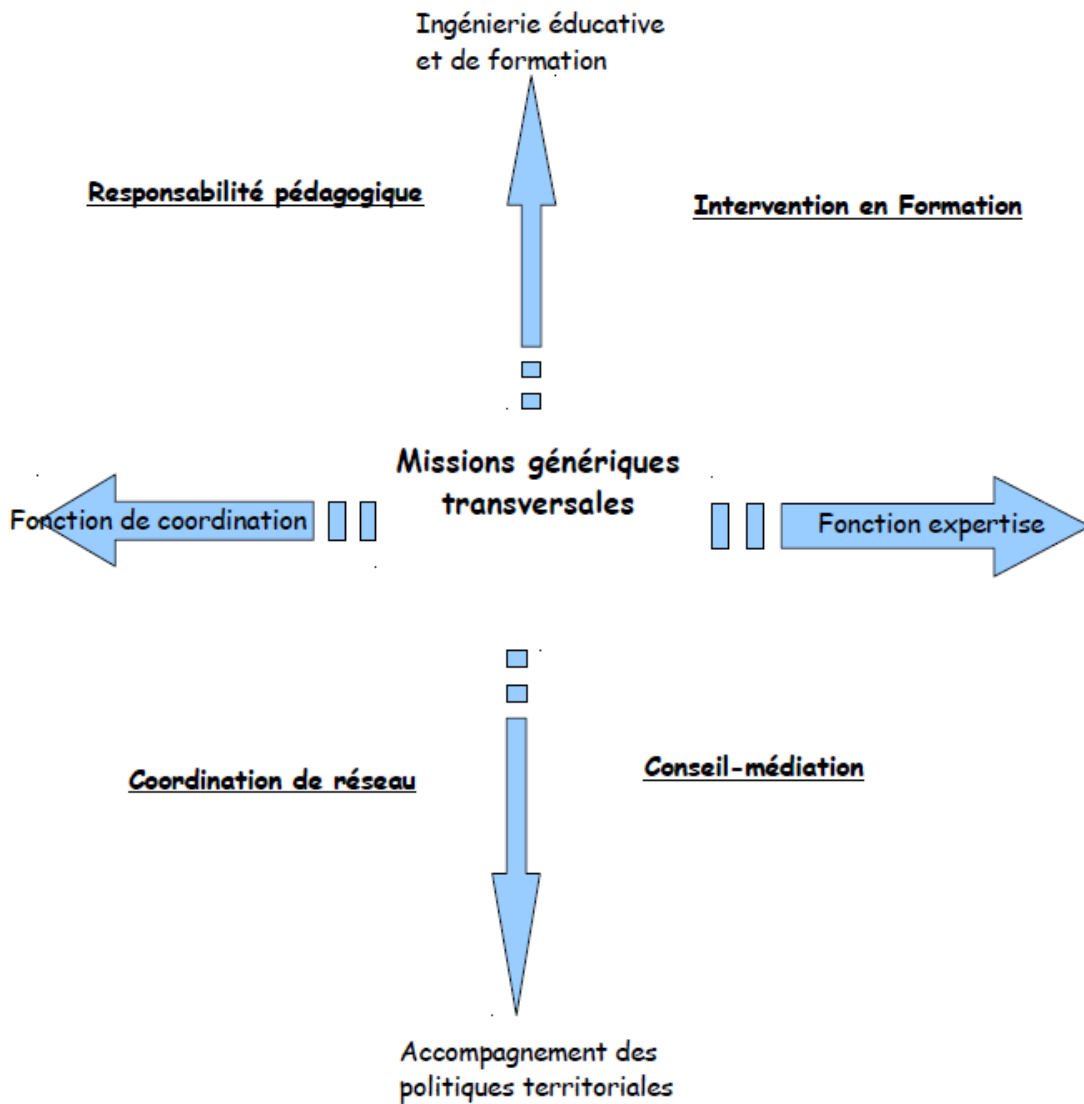 Ingénierie éducative
et de formation
Responsabilité pédagogique
Intervention en Formation
Missions génériques
transversales
Fonction de coordination
Fonction expertise
Coordination de réseau
Conseil-médiation
Accompagnement des
politiques territoriales